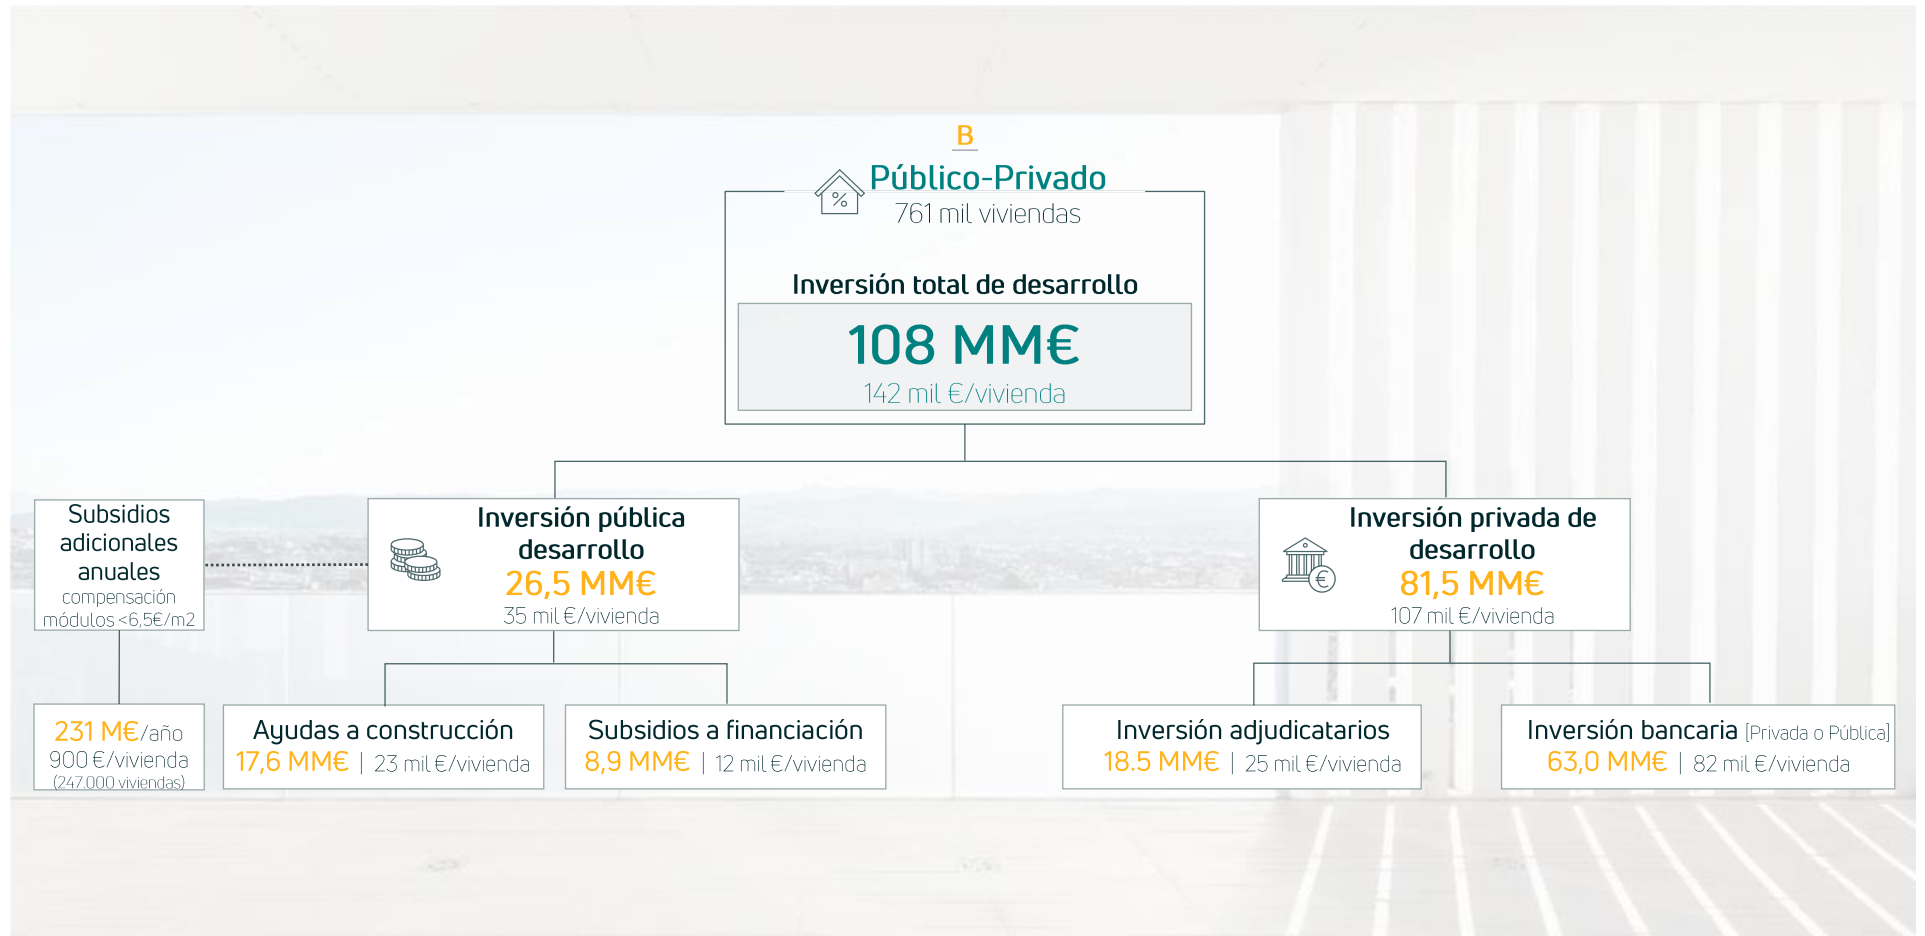 B
Público-Privado
%
761 mil viviendas
Inversión total de desarrollo
108 MM€
142 mil €/vivienda
Subsidios
adicionales
anuales
compensación
módulos <6,5€/m2
Inversión pública
desarrollo
26,5 MM€
35 mil €/vivienda
Inversión privada de
desarrollo
€
81,5 MM€
107 mil €/vivienda
231 M€/año
900 €/vivienda
(247.000 viviendas)
Ayudas a construcción
17,6 MM€ | 23 mil €/vivienda
Subsidios a financiación
8,9 MM€ | 12 mil €/vivienda
Inversión adjudicatarios
18.5 MM€ | 25 mil €/vivienda
Inversión bancaria [Privada o Pública]
63,0 MM€ | 82 mil €/vivienda